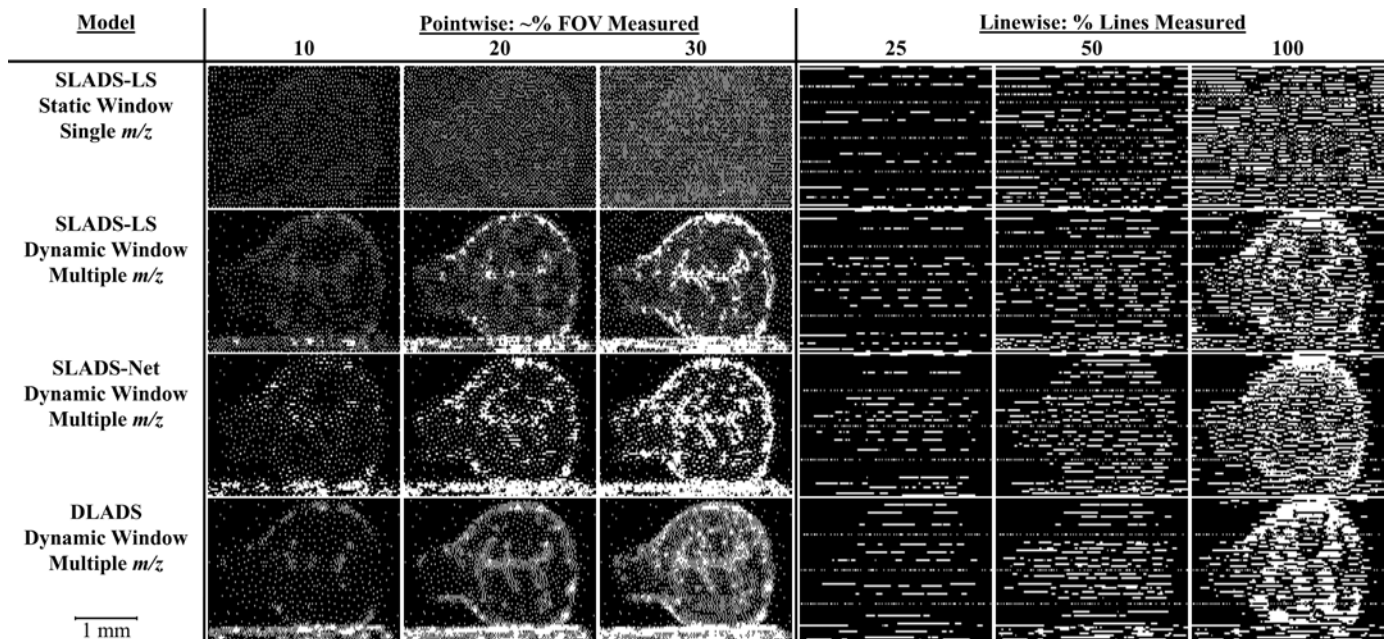 Model
Pointwise: ~% FOV Measured
Linewise: % Lines Measured
10 20 30 25 50 100
SLADS-LS
Static Window
Single m/z
SLADS-LS
Dynamic Window
Multiple m/z
SLADS-Net
Dynamic Window
Multiple m/z
DLADS
Dynamic Window
Multiple m/z
1 mm